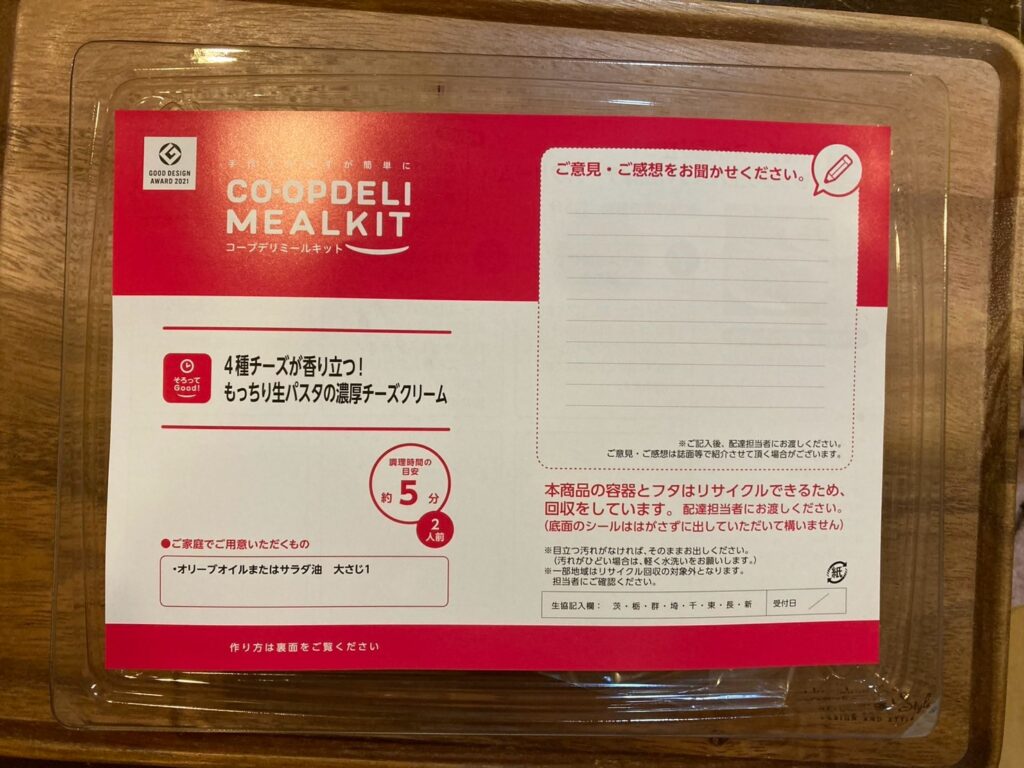 GOOD DESIGN
AWARD 2021
が簡単に
CO・OPDELI
MEALKIT
コープデリミールキット
そろって
Good!
4種チーズが香り立つ！
もっちり生パスタの濃厚チーズクリーム
調理時間の
目安
約5分
2
人前
●ご家庭でご用意いただくもの
・オリーブオイルまたはサラダ油 大さじ1
作り方は裏面をご覧ください
ご意見・ご感想をお聞かせください。
※ご記入後、配達担当者にお渡しください。
ご意見・ご感想は誌面等で紹介させて頂く場合がございます。
本商品の容器とフタはリサイクルできるため、
回収をしています。配達担当者にお渡しください。
（底面のシールははがさずに出していただいて構いません）
※目立つ汚れがなければ、そのままお出しください。
（汚れがひどい場合は、軽く水洗いをお願いします。）
※一部地域はリサイクル回収の対象外となります。
担当者にご確認ください。
紙
生協記入欄： 茨・栃・群・埼・千・東・長・新
受付日 ／
Style